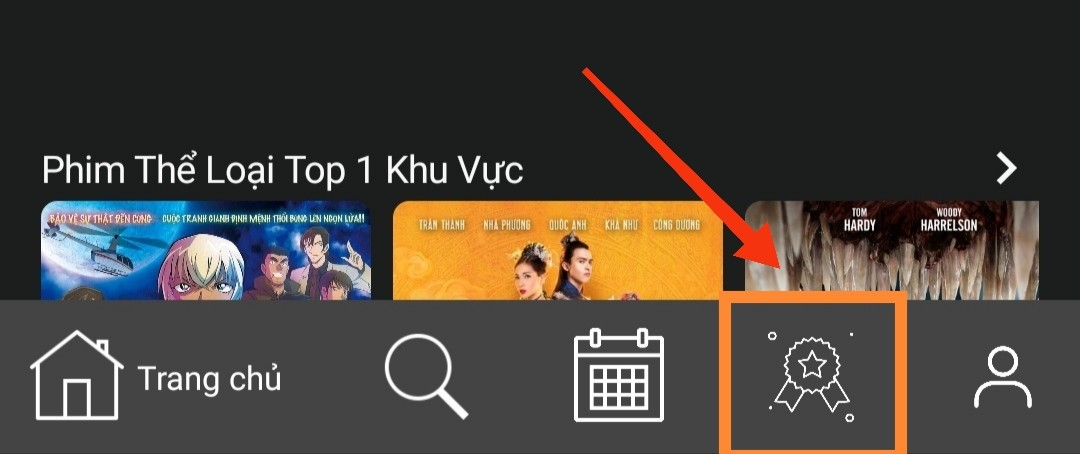 Phim Thể Loại Top 1 Khu Vực
BẢO VỆ SỰ THẬT ĐẾN CÙNG CUỘC TRANH GIÀNH ĐỊNH MỆNH THỔI BÙNG LÊN NGỌN LỬA!!
TRẤN THÀNH NHÃ PHƯƠNG QUỐC ANH KHẢ NHƯ CÔNG DƯƠNG
TOM HARDY WOODY HARRELSON
Trang chủ